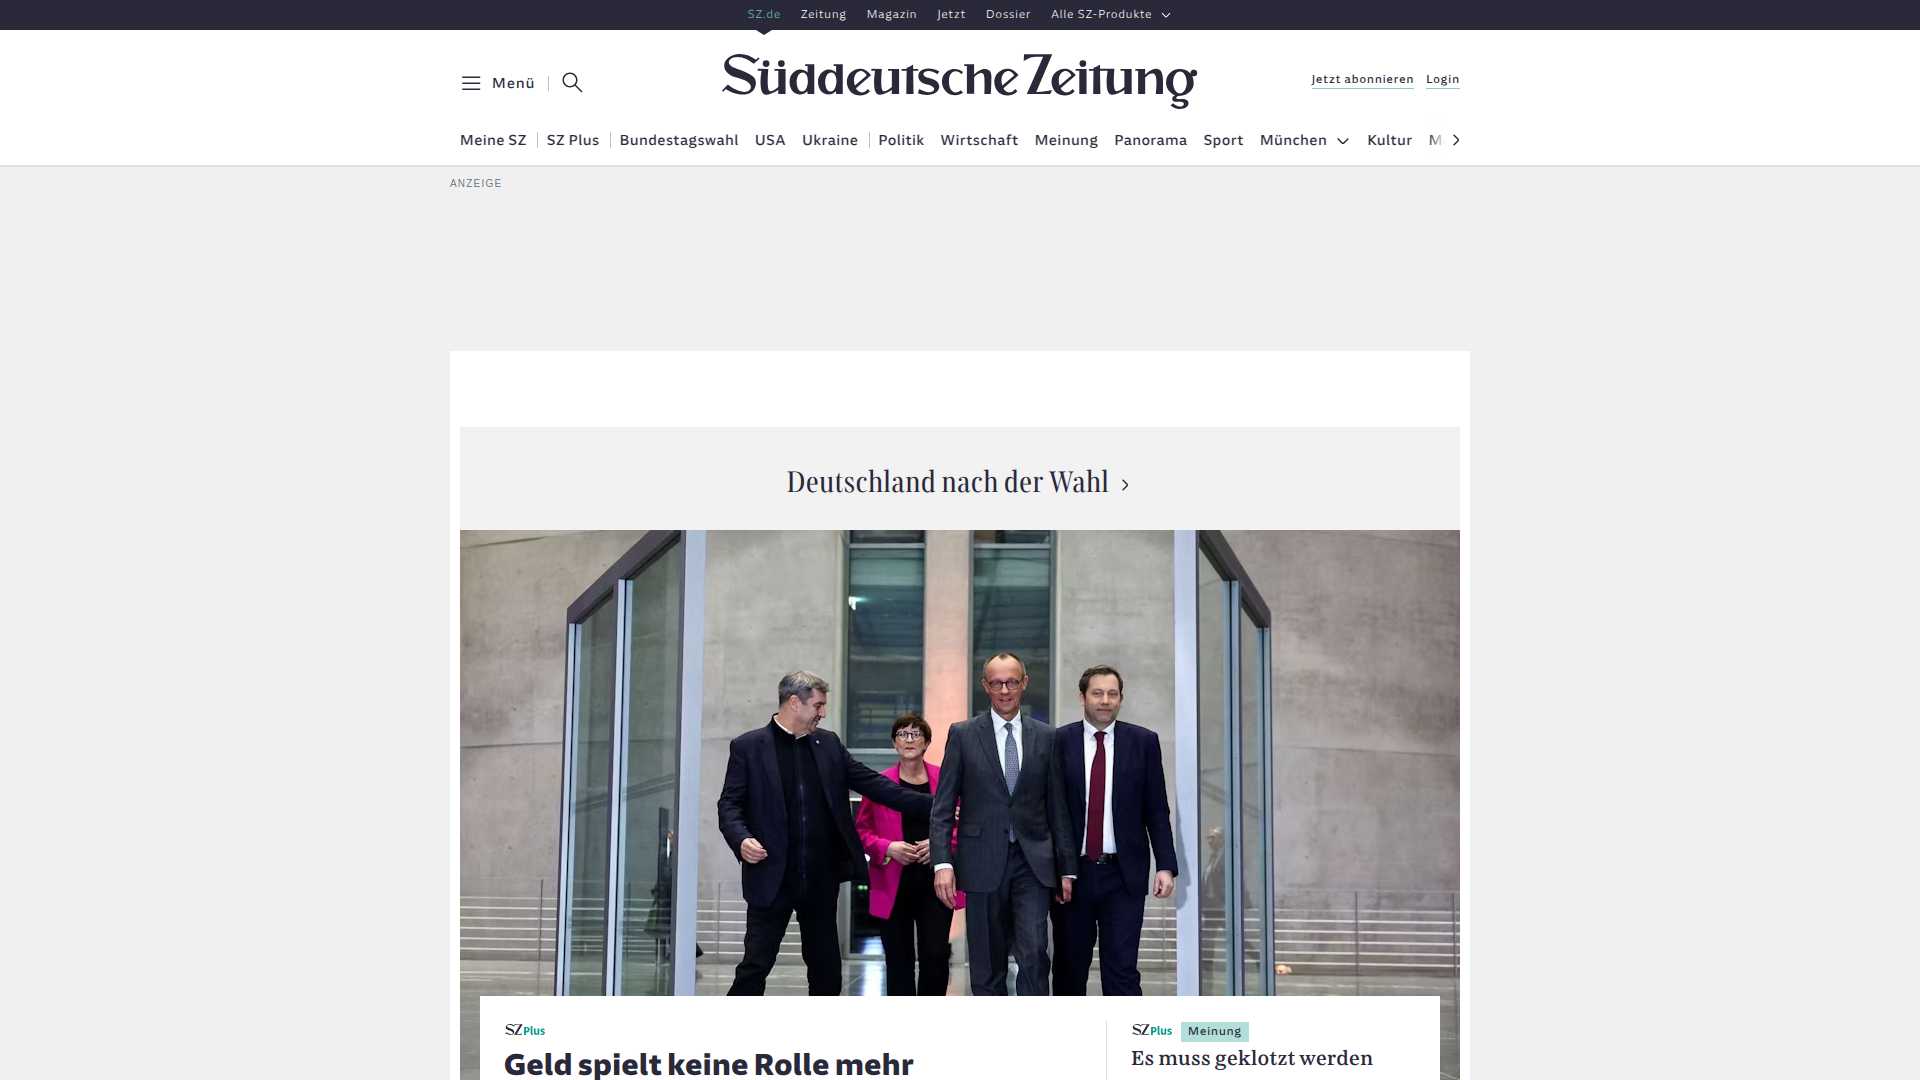 SZ.de Zeitung Magazin Jetzt Dossier Alle SZ-Produkte
Menü
Süddeutsche Zeitung
Jetzt abonnieren Login
Meine SZ SZ Plus Bundestagswahl USA Ukraine Politik Wirtschaft Meinung Panorama Sport München Kultur M
ANZEIGE
Deutschland nach der Wahl
SZ Plus
Geld spielt keine Rolle mehr
SZ Plus Meinung
Es muss geklotzt werden